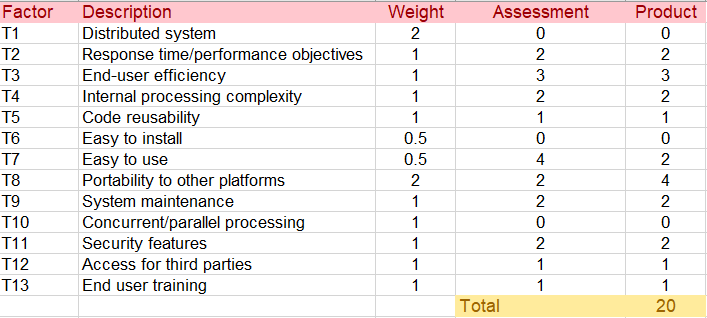 Factor Description Weight Assessment Product
T1 Distributed system 2 0 0
T2 Response time/performance objectives 1 2 2
T3 End-user efficiency 1 3 3
T4 Internal processing complexity 1 2 2
T5 Code reusability 1 1 1
T6 Easy to install 0.5 0 0
T7 Easy to use 0.5 4 2
T8 Portability to other platforms 2 2 4
T9 System maintenance 1 2 2
T10 Concurrent/parallel processing 1 0 0
T11 Security features 1 2 2
T12 Access for third parties 1 1 1
T13 End user training 1 1 1
Total 20